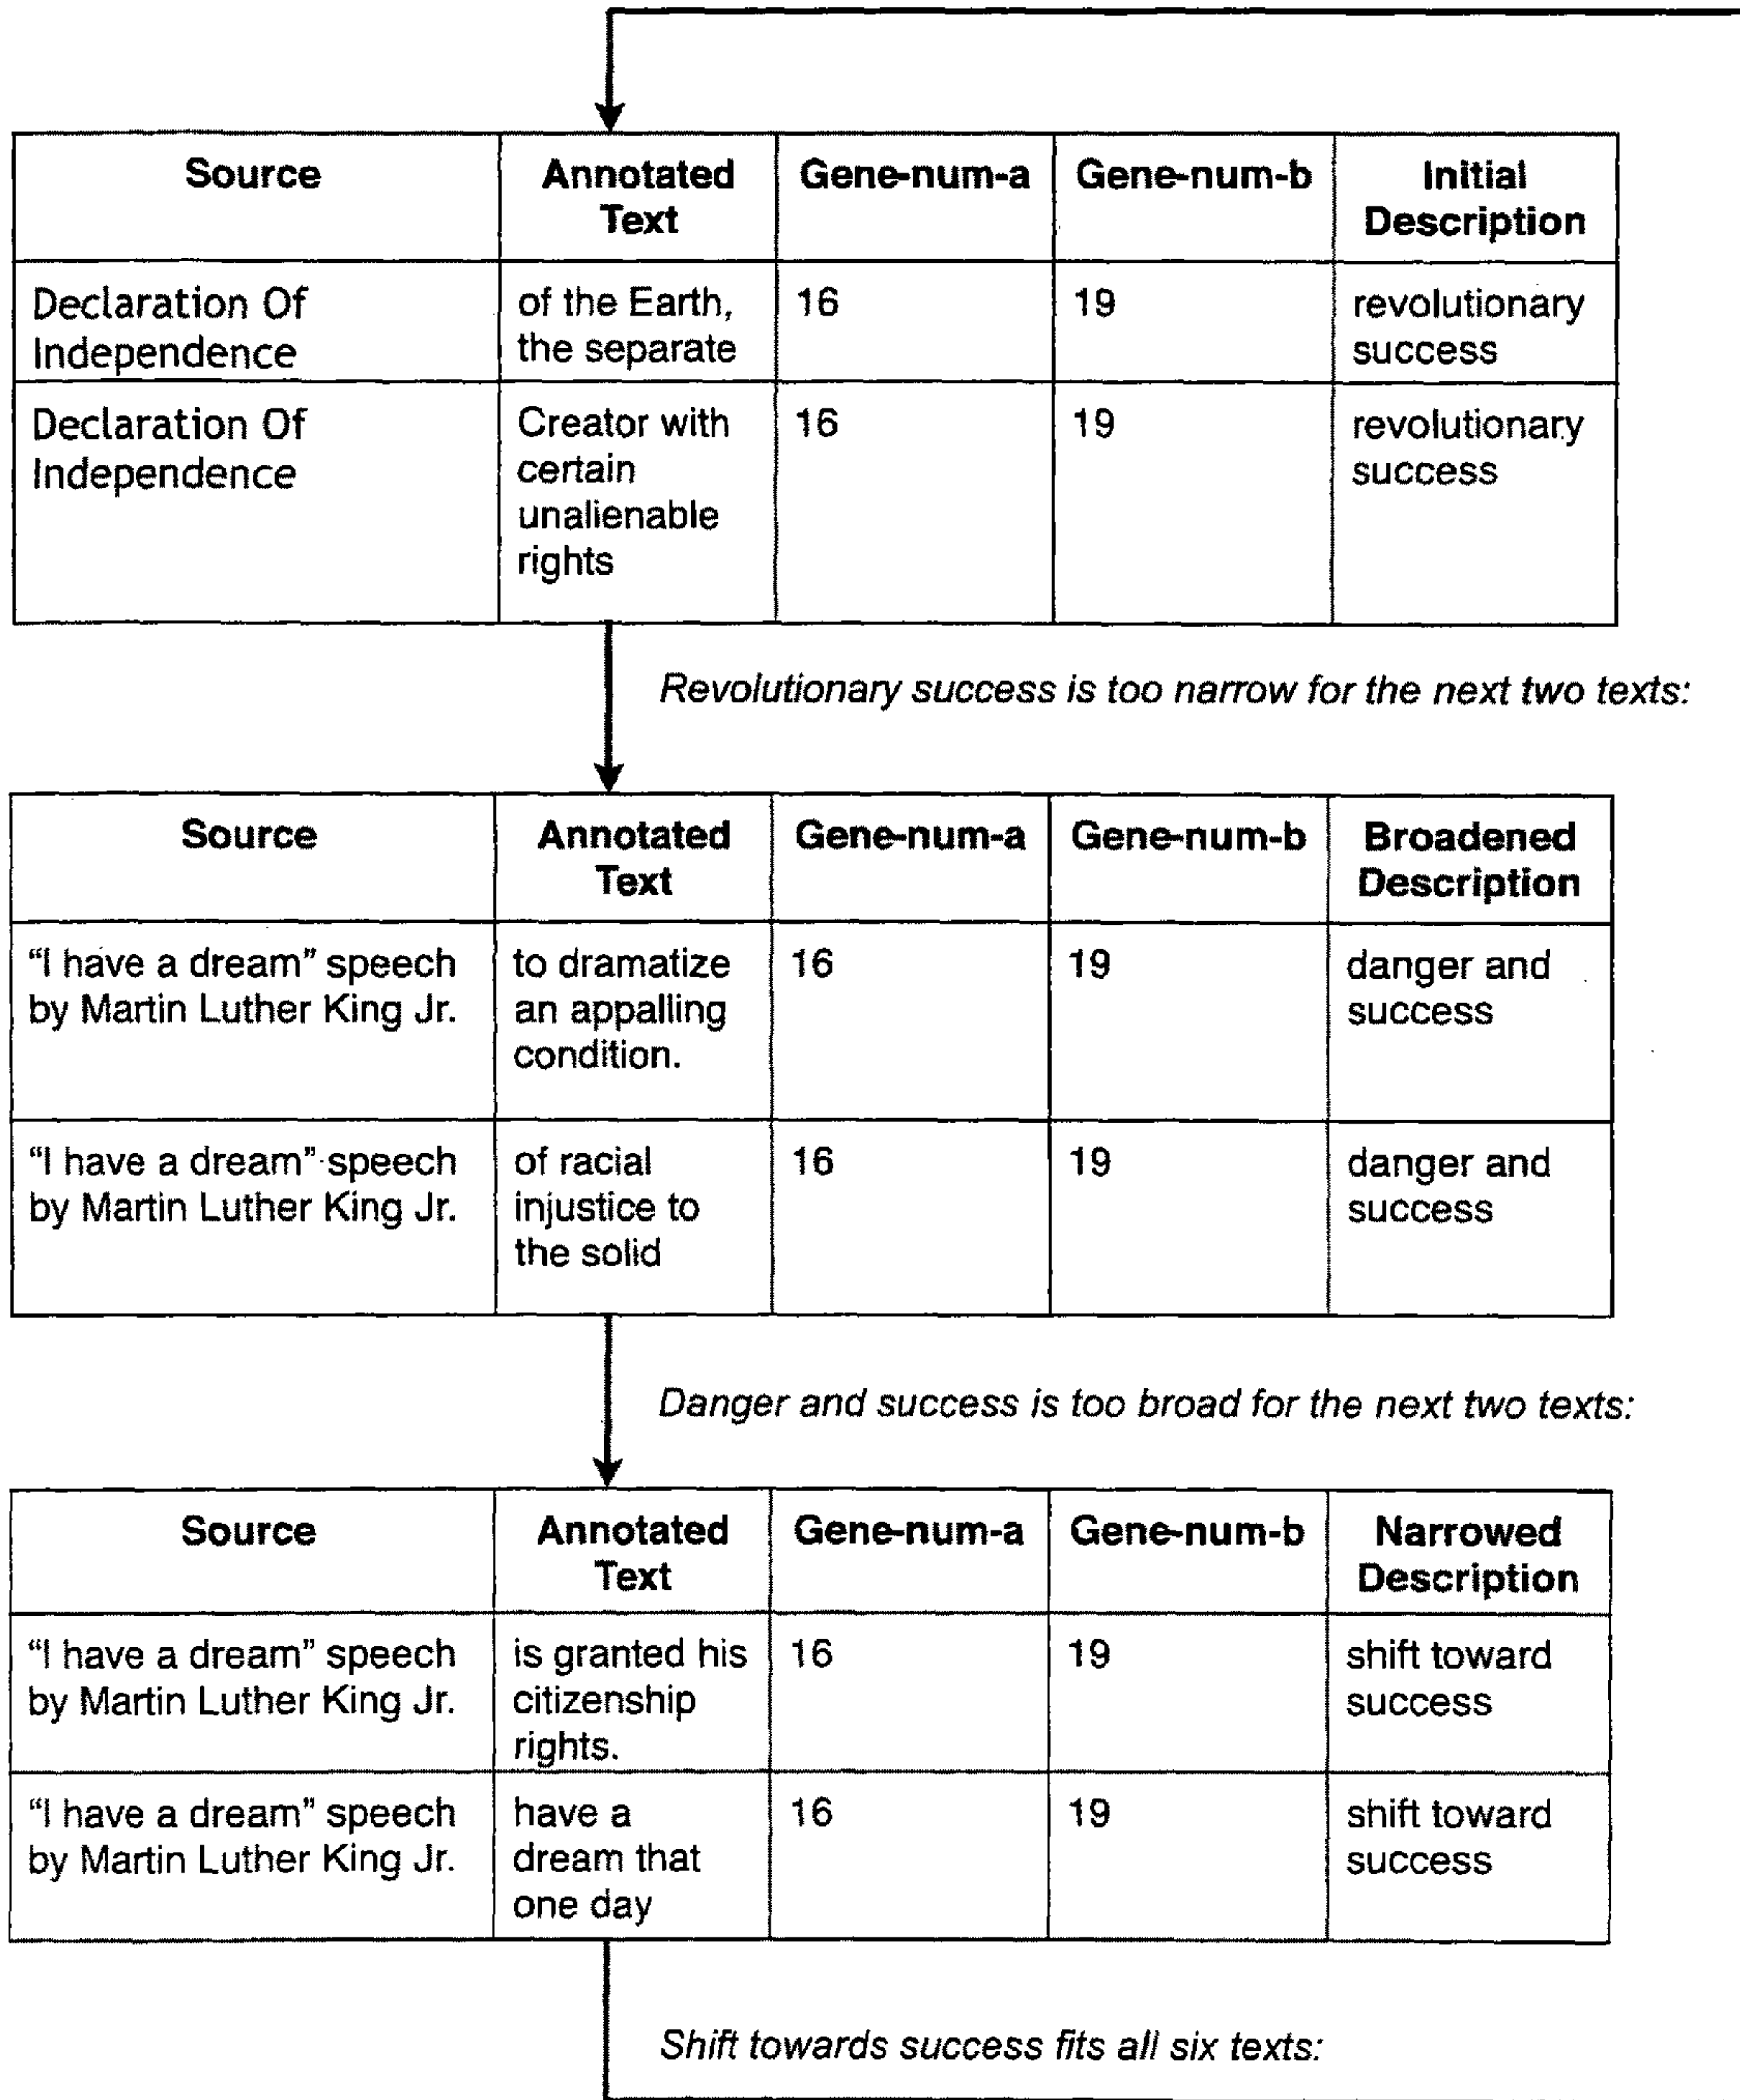 Source Annotated Text Gene-num-a Gene-num-b Initial Description
Declaration Of Independence of the Earth, the separate 16 19 revolutionary success
Declaration Of Independence Creator with certain unalienable rights 16 19 revolutionary success
Revolutionary success is too narrow for the next two texts:
Source Annotated Text Gene-num-a Gene-num-b Broadened Description
“I have a dream” speech by Martin Luther King Jr. to dramatize an appalling condition. 16 19 danger and success
“I have a dream” speech by Martin Luther King Jr. of racial injustice to the solid 16 19 danger and success
Danger and success is too broad for the next two texts:
Source Annotated Text Gene-num-a Gene-num-b Narrowed Description
“I have a dream” speech by Martin Luther King Jr. is granted his citizenship rights. 16 19 shift toward success
“I have a dream” speech by Martin Luther King Jr. have a dream that one day 16 19 shift toward success
Shift towards success fits all six texts: